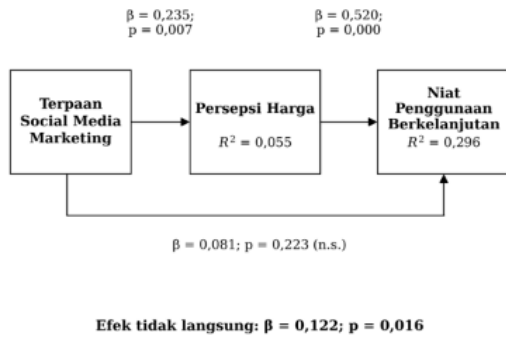 β = 0,235;
p = 0,007
β = 0,520;
p = 0,000
Terpaan
Social Media
Marketing
Persepsi Harga
R² = 0,055
Niat
Penggunaan
Berkelanjutan
R² = 0,296
β = 0,081; p = 0,223 (n.s.)
Efek tidak langsung: β = 0,122; p = 0,016